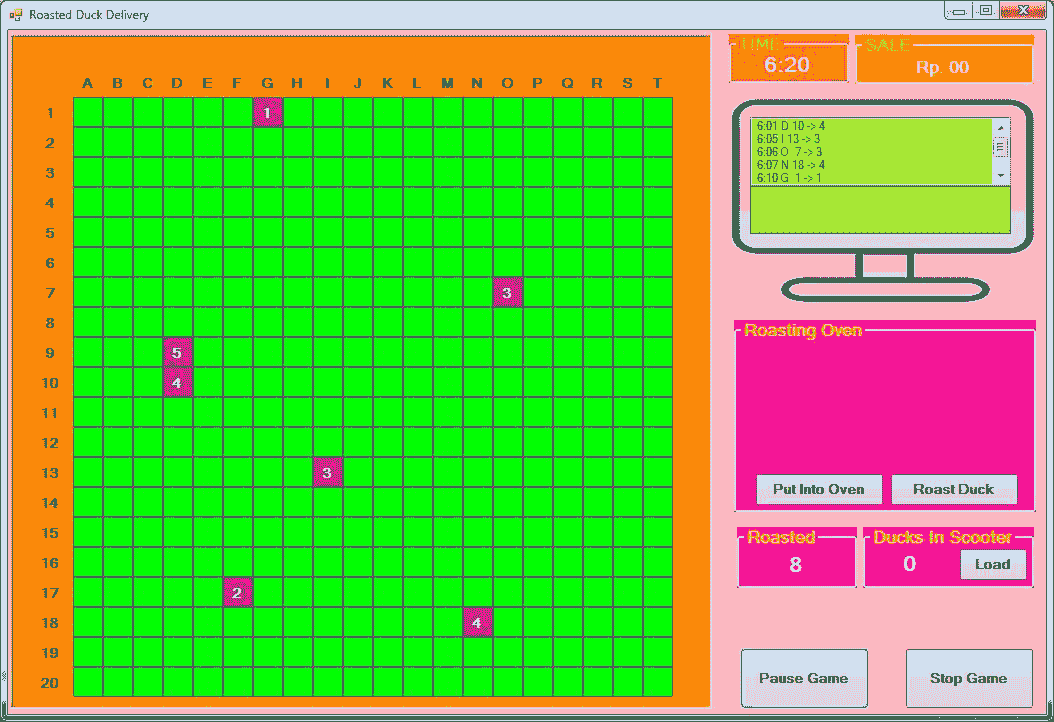 Roasted Duck Delivery
TIME
6:20
SALE
Rp. 00
A B C D E F G H I J K L M N O P Q R S T
1 1
2
3
4
5
6
7 3
8
9 5
10 4
11
12
13 3
14
15
16
17 2
18 4
19
20
6:01 D 10 -> 4
6:05 I 13 -> 3
6:06 O 7 -> 3
6:07 N 18 -> 4
6:10 G 1 -> 1
Roasting Oven
Put Into Oven
Roast Duck
Roasted
8
Ducks In Scooter
0
Load
Pause Game
Stop Game